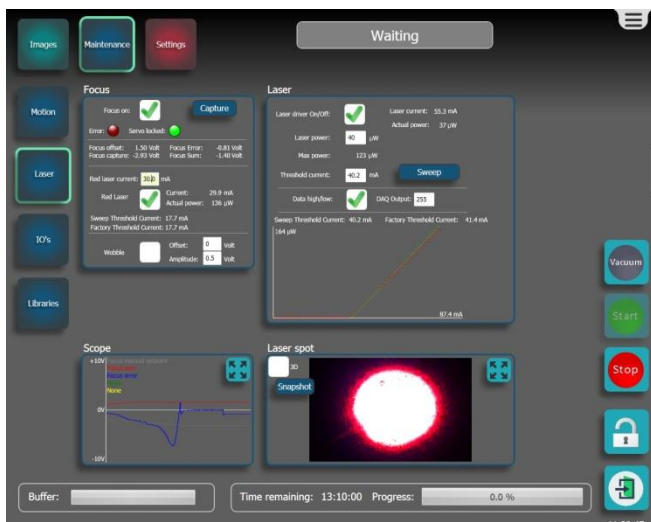 Images
Maintenance
Settings
Waiting
Motion
Laser
IO's
Libraries
Focus
Focus on:
Capture
Error:
Servo locked:
Focus offset: 1.50 Volt Focus Error: -0.81 Volt
Focus capture: -2.93 Volt Focus Sum: -1.40 Volt
Red laser current: 30.0 mA
Red Laser
Current: 29.9 mA
Actual power: 136 µW
Sweep Threshold Current: 17.7 mA
Factory Threshold Current: 17.7 mA
Wobble
Offset: 0 Volt
Amplitude: 0.5 Volt
Laser
Laser driver On/Off:
Laser current: 55.3 mA
Actual power: 37 µW
Laser power: 40 µW
Max power: 123 µW
Threshold current: 40.2 mA
Sweep
Data high/low:
DAQ Output: 255
Sweep Threshold Current: 40.2 mA Factory Threshold Current: 41.4 mA
164 µW
87.4 mA
Scope
+10V
Focus error
None
0V
-10V
Laser spot
3D
Snapshot
Vacuum
Start
Stop
Buffer:
Time remaining: 13:10:00 Progress: 0.0 %